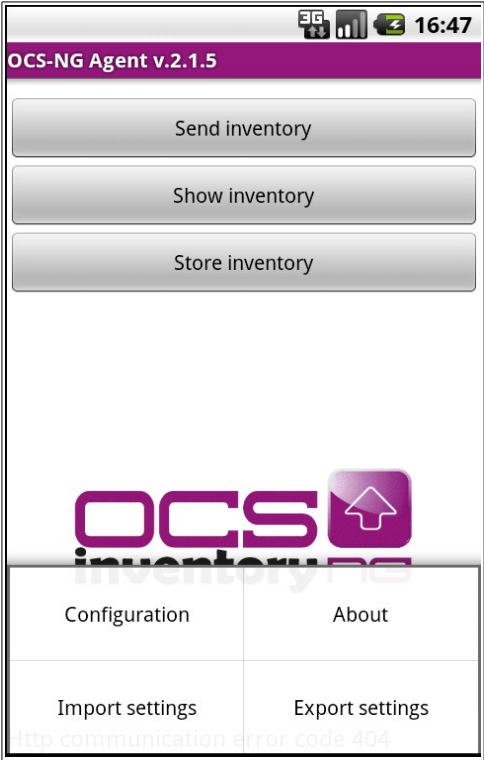 3G 16:47
OCS-NG Agent v.2.1.5
Send inventory
Show inventory
Store inventory
OCS
inventory NG
Configuration About
Import settings Export settings
Http communication error code 404